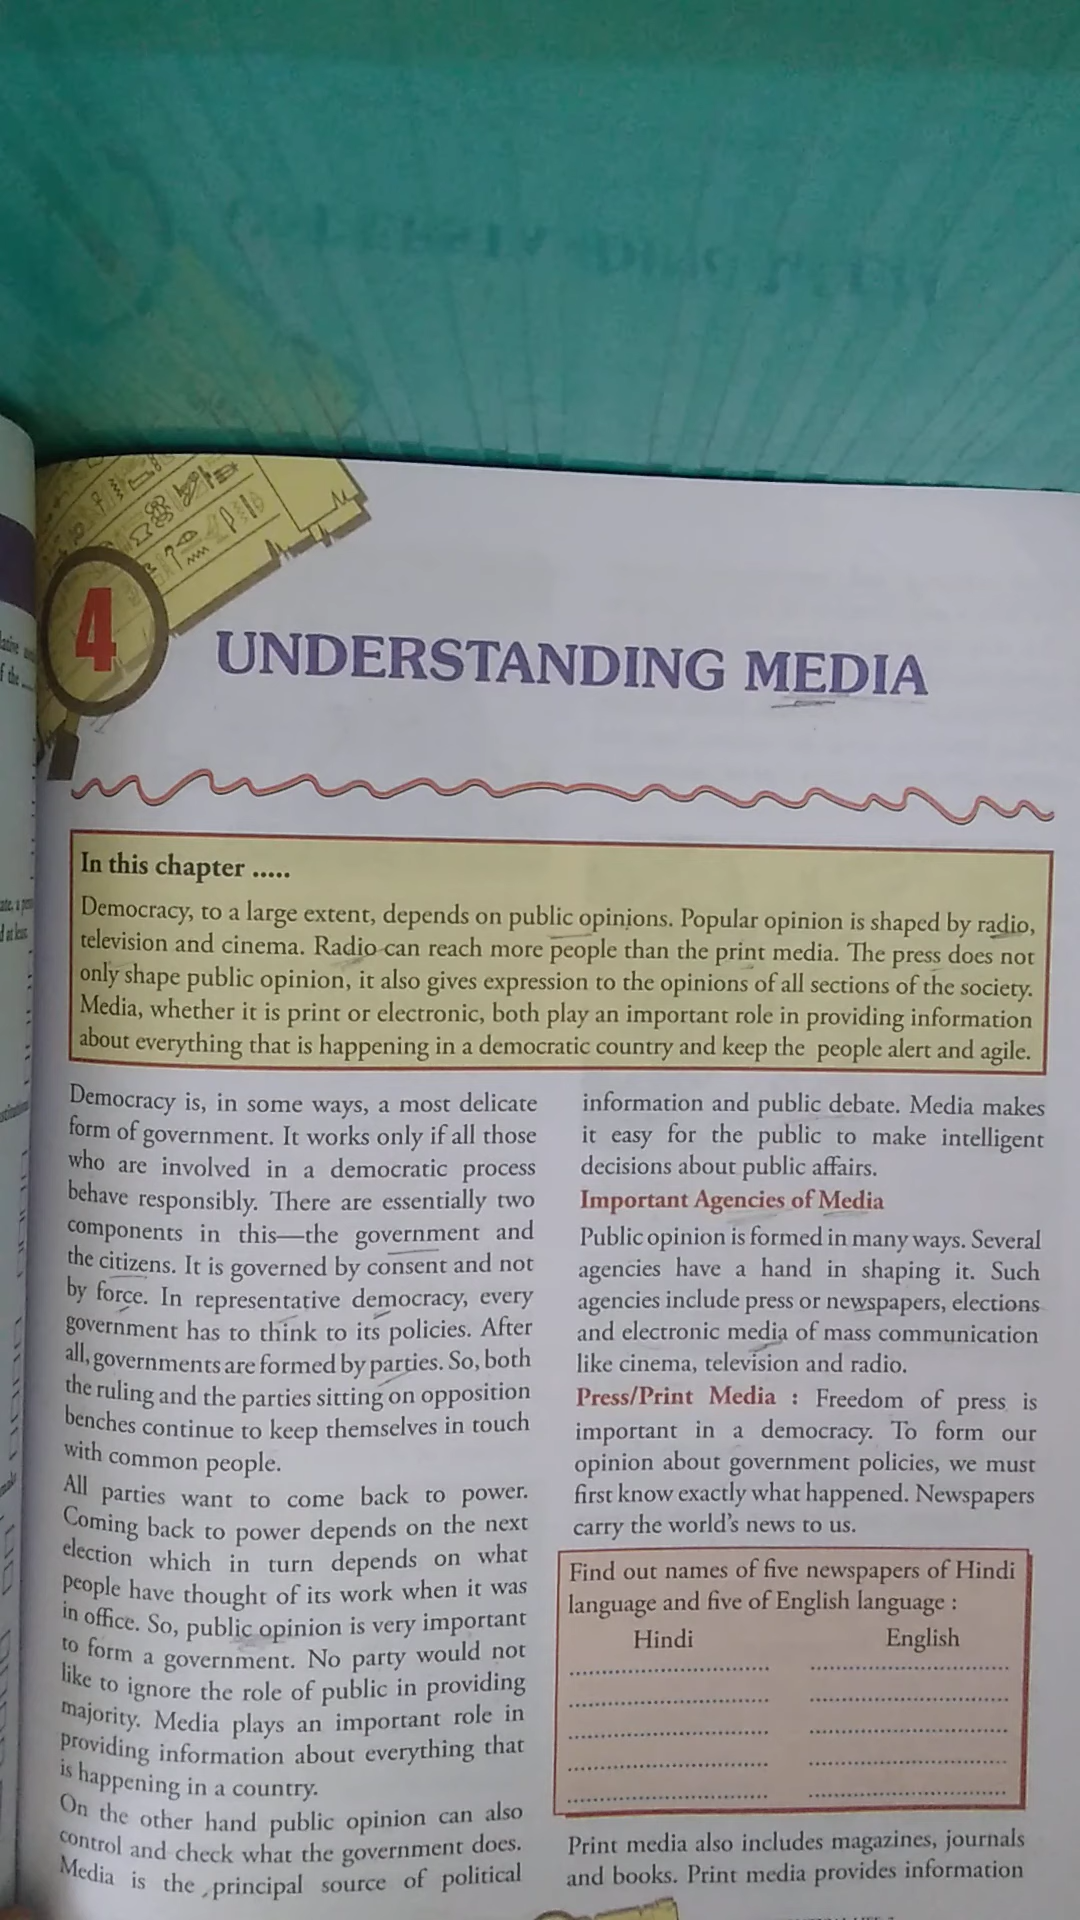 4
UNDERSTANDING MEDIA
In this chapter .....
Democracy, to a large extent, depends on public opinions. Popular opinion is shaped by radio,
television and cinema. Radio can reach more people than the print media. The press does not
only shape public opinion, it also gives expression to the opinions of all sections of the society.
Media, whether it is print or electronic, both play an important role in providing information
about everything that is happening in a democratic country and keep the people alert and agile.
Democracy is, in some ways, a most delicate
form of government. It works only if all those
who are involved in a democratic process
behave responsibly. There are essentially two
components in this—the government and
the citizens. It is governed by consent and not
by force. In representative democracy, every
government has to think to its policies. After
all, governments are formed by parties. So, both
the ruling and the parties sitting on opposition
benches continue to keep themselves in touch
with common people.
All parties want to come back to power.
Coming back to power depends on the next
election which in turn depends on what
people have thought of its work when it was
in office. So, public opinion is very important
to form a government. No party would not
like to ignore the role of public in providing
majority. Media plays an important role in
providing information about everything that
is happening in a country.
On the other hand public opinion can also
control and check what the government does.
Media is the principal source of political
information and public debate. Media makes
it easy for the public to make intelligent
decisions about public affairs.
Important Agencies of Media
Public opinion is formed in many ways. Several
agencies have a hand in shaping it. Such
agencies include press or newspapers, elections
and electronic media of mass communication
like cinema, television and radio.
Press/Print Media : Freedom of press is
important in a democracy. To form our
opinion about government policies, we must
first know exactly what happened. Newspapers
carry the world's news to us.
Find out names of five newspapers of Hindi
language and five of English language :
Hindi English
Print media also includes magazines, journals
and books. Print media provides information